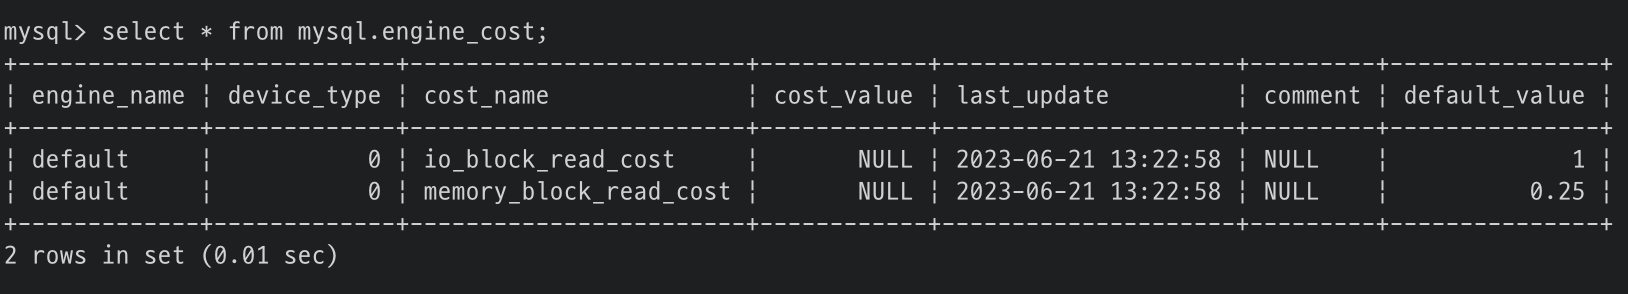 mysql> select * from mysql.engine_cost;
+-------------+-------------+------------------------+------------+---------------------+---------+---------------+
¦ engine_name ¦ device_type ¦ cost_name              ¦ cost_value ¦ last_update         ¦ comment ¦ default_value ¦
+-------------+-------------+------------------------+------------+---------------------+---------+---------------+
¦ default     ¦           0 ¦ io_block_read_cost     ¦       NULL ¦ 2023-06-21 13:22:58 ¦ NULL    ¦             1 ¦
¦ default     ¦           0 ¦ memory_block_read_cost ¦       NULL ¦ 2023-06-21 13:22:58 ¦ NULL    ¦          0.25 ¦
+-------------+-------------+------------------------+------------+---------------------+---------+---------------+
2 rows in set (0.01 sec)